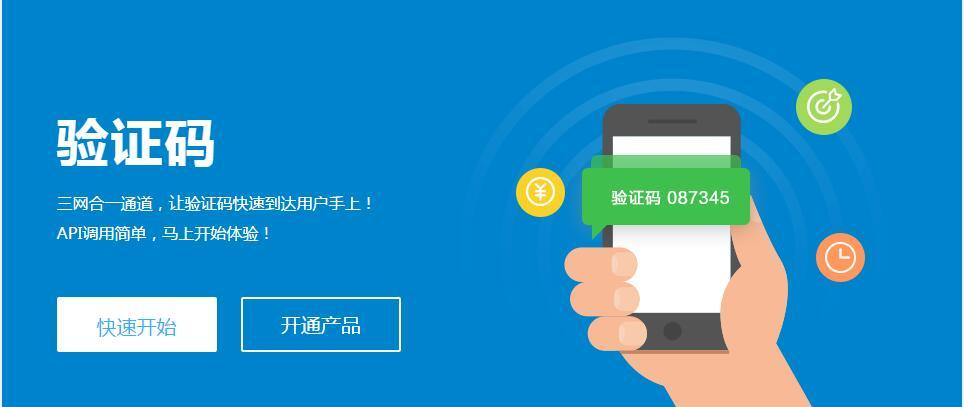 验证码
三网合一通道，让验证码快速到达用户手上！
API调用简单，马上开始体验！
快速开始
开通产品
验证码 087345